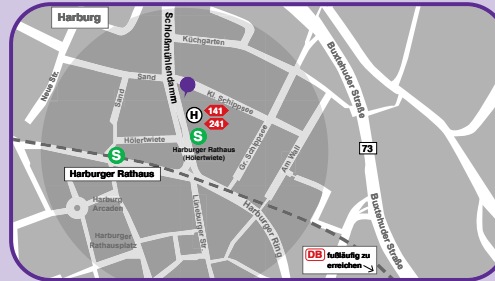 Harburg
Schloßmühlendamm
Küchgarten
Buxtehuder Straße
Neue Str.
Sand
Sand
Kl. Schippsee
H
141
241
S
Harburger Rathaus
(Hölertwiete)
Hölertwiete
S
Harburger Rathaus
Gr. Schippsee
Am Wall
73
Harburg
Arcaden
Lüneburger Str
Harburger Ring
Harburger
Rathausplatz
Buxtehuder Straße
DB fußläufig zu
erreichen